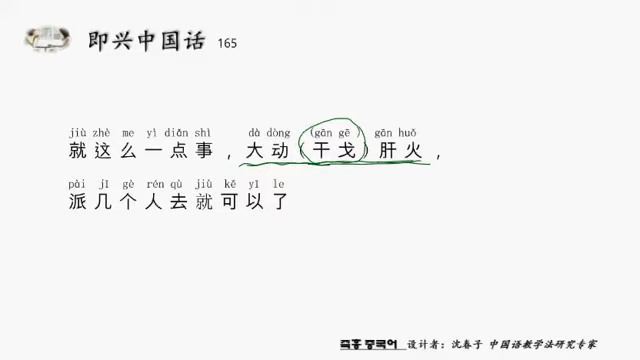 即兴中国话 165
jiù zhè me yì diǎn shì dà dòng (gān gē) gān huǒ
就这么一点事，大动（干戈）肝火，
pài jǐ gè rén qù jiù kě yǐ le
派几个人去就可以了
즉흥 중국어 设计者：沈春子 中国语教学法研究专家